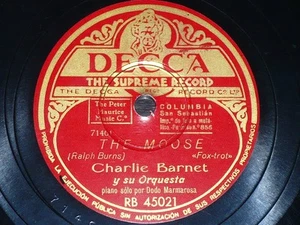 DECCA
THE SUPREME RECORD
THE DECCA RECORD Co Ltd
The Peter
Maurice
Music Co.
COLUMBIA
San Sebastián
7140
THE MOOSE
(Ralph Burns) «Fox-trot»
Charlie Barnet
y su Orquesta
piano sólo por Dodo Marmarosa
RB 45021
PROHIBIDA LA EJECUCIÓN PÚBLICA SIN AUTORIZACIÓN DE SUS RESPECTIVOS PROPIETARIOS